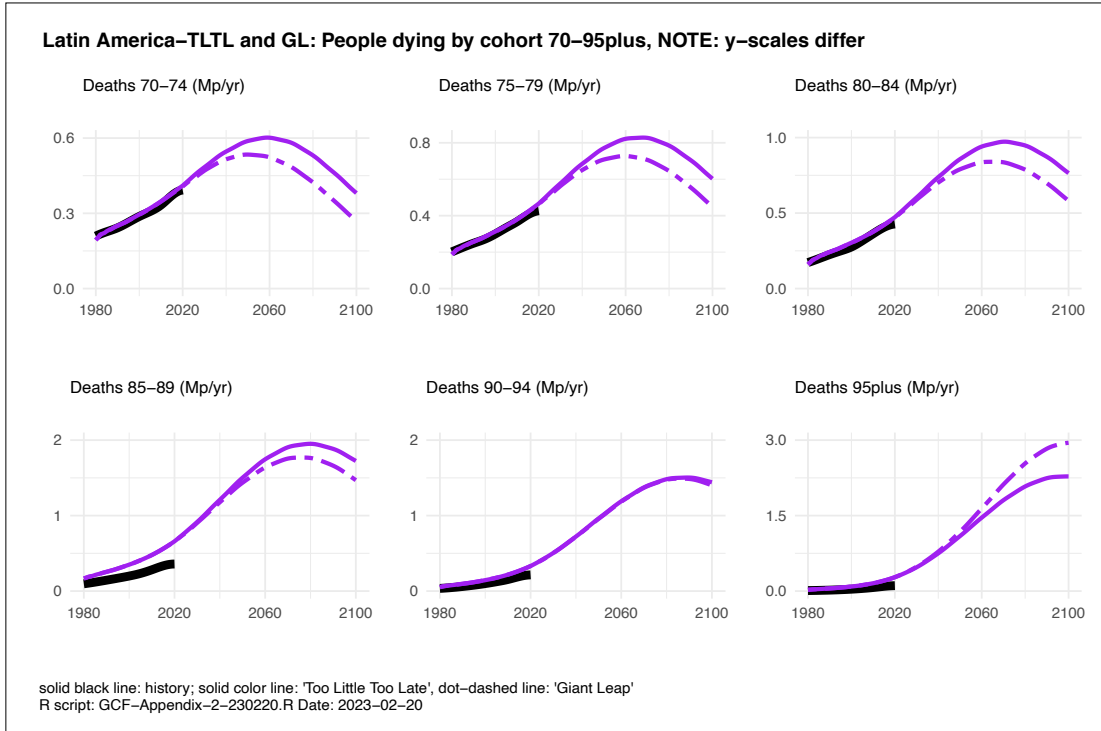 Latin America−TLTL and GL: People dying by cohort 70−95plus, NOTE: y−scales differ
Deaths 70−74 (Mp/yr)
0.6
0.3
0.0
1980 2020 2060 2100
Deaths 75−79 (Mp/yr)
0.8
0.4
0.0
1980 2020 2060 2100
Deaths 80−84 (Mp/yr)
1.0
0.5
0.0
1980 2020 2060 2100
Deaths 85−89 (Mp/yr)
2
1
0
1980 2020 2060 2100
Deaths 90−94 (Mp/yr)
2
1
0
1980 2020 2060 2100
Deaths 95plus (Mp/yr)
3.0
1.5
0.0
1980 2020 2060 2100
solid black line: history; solid color line: 'Too Little Too Late', dot−dashed line: 'Giant Leap'
R script: GCF−Appendix−2−230220.R Date: 2023−02−20